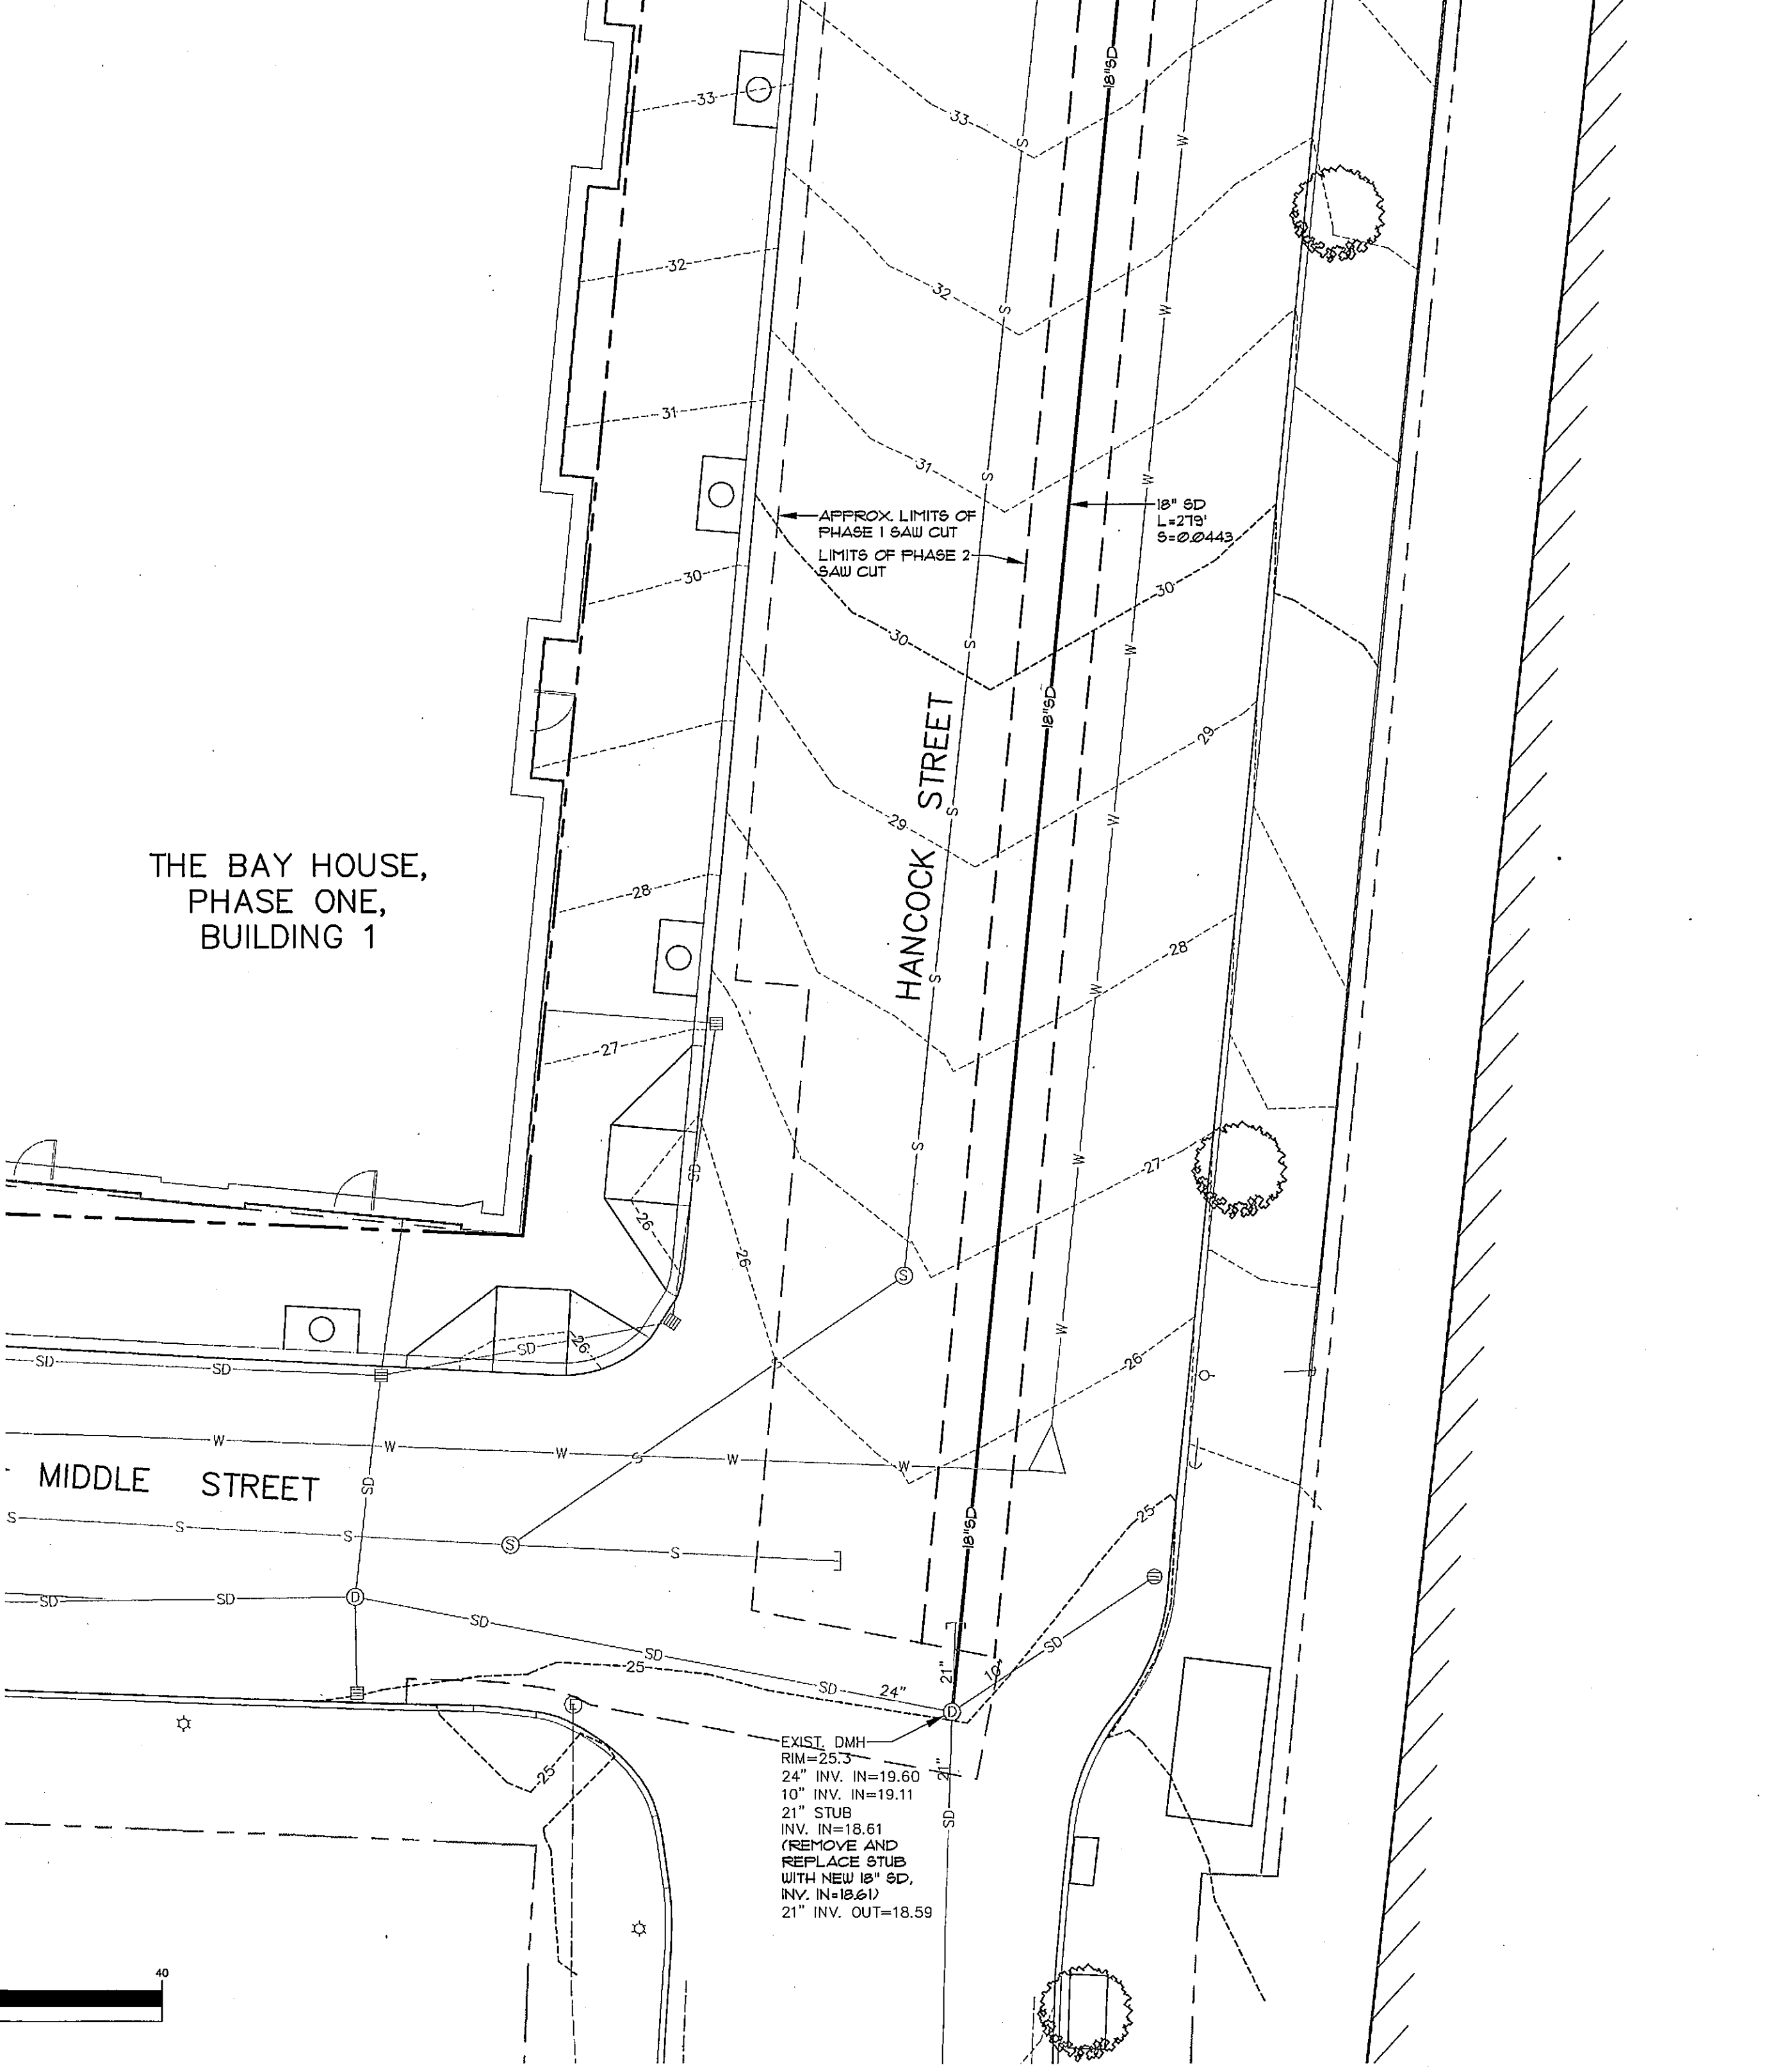 18"SD
33
33
S
W
32
32
S
W
31
31
S
W
APPROX. LIMITS OF
PHASE 1 SAW CUT
LIMITS OF PHASE 2
SAW CUT
18" SD
L=279'
S=0.0443
30
30
30
S
W
18"SD
29
29
HANCOCK STREET
S
W
THE BAY HOUSE,
PHASE ONE,
BUILDING 1
28
28
S
W
27
27
S
W
SD
26
26
S
W
26
26
SD
SD
SD
S
W
W
W
W
W
S
MIDDLE STREET
SD
25
18"SD
S
S
S
S
S
D
SD
SD
SD
SD
SD
SD
25
21"
10"
24"
D
EXIST. DMH
RIM=25.3
24" INV. IN=19.60
10" INV. IN=19.11
21" STUB
INV. IN=18.61
(REMOVE AND
REPLACE STUB
WITH NEW 18" SD,
INV. IN=18.61)
21" INV. OUT=18.59
21"
SD
25
40